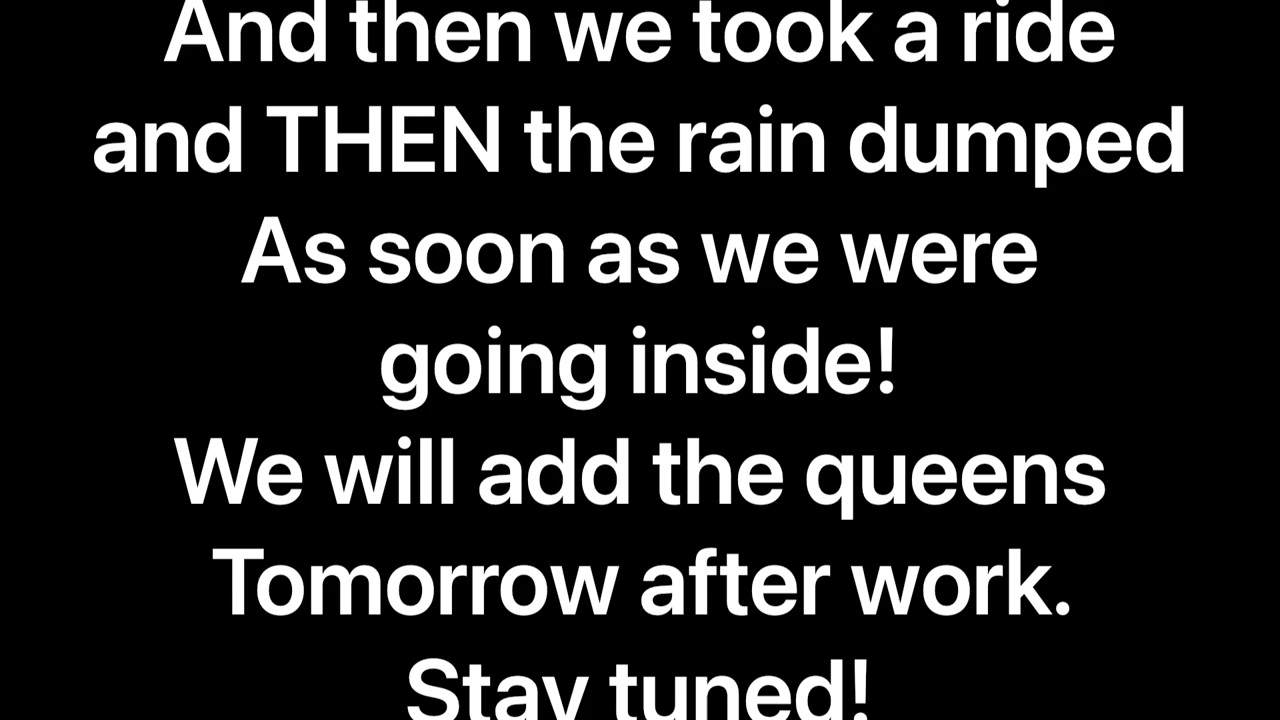 And then we took a ride
and THEN the rain dumped
As soon as we were
going inside!
We will add the queens
Tomorrow after work.
Stay tuned!